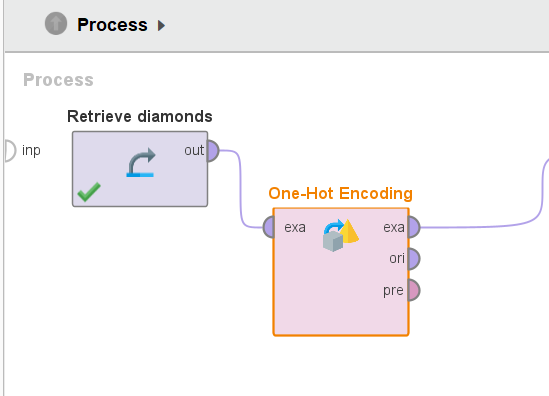 Process
Process
Retrieve diamonds
inp
out
One-Hot Encoding
exa
exa
ori
pre